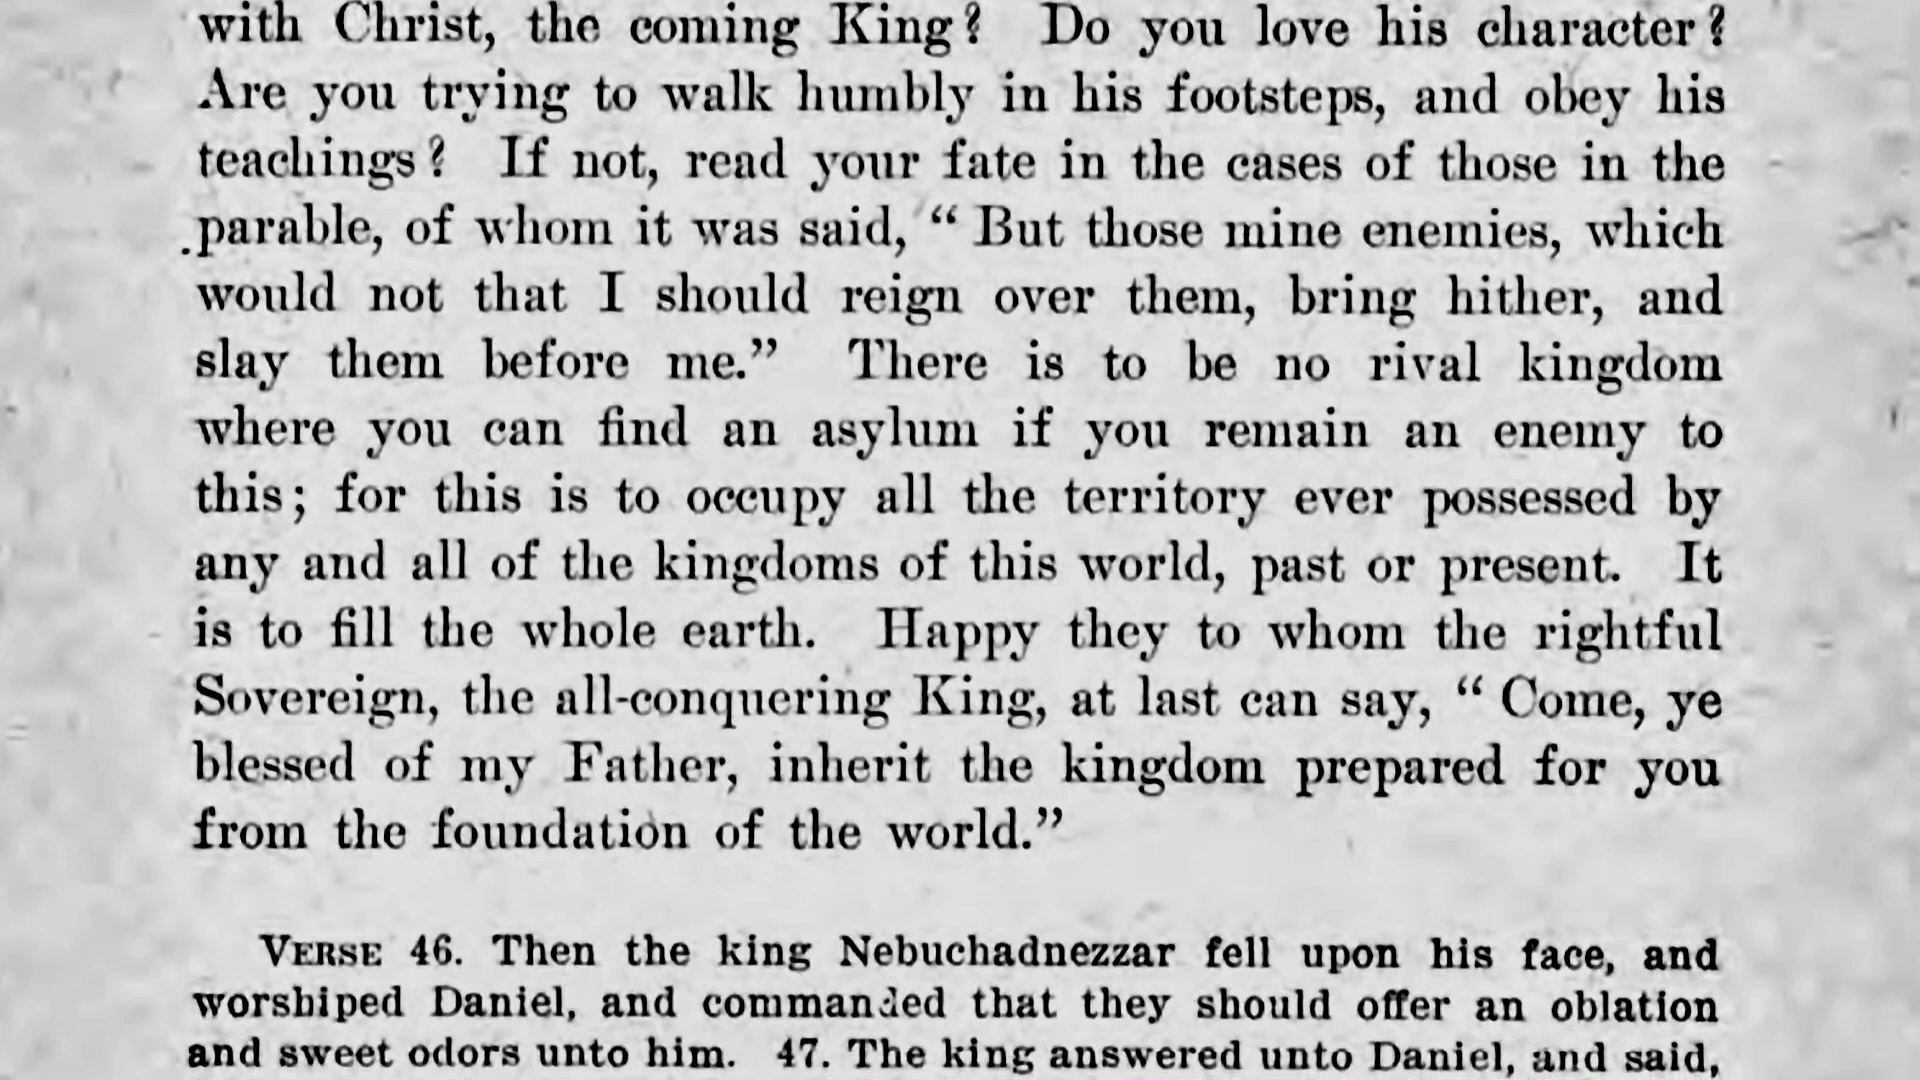 with Christ, the coming King? Do you love his character?
Are you trying to walk humbly in his footsteps, and obey his
teachings? If not, read your fate in the cases of those in the
parable, of whom it was said, “ But those mine enemies, which
would not that I should reign over them, bring hither, and
slay them before me.” There is to be no rival kingdom
where you can find an asylum if you remain an enemy to
this; for this is to occupy all the territory ever possessed by
any and all of the kingdoms of this world, past or present. It
is to fill the whole earth. Happy they to whom the rightful
Sovereign, the all-conquering King, at last can say, “ Come, ye
blessed of my Father, inherit the kingdom prepared for you
from the foundation of the world.”
VERSE 46. Then the king Nebuchadnezzar fell upon his face, and
worshiped Daniel, and commanded that they should offer an oblation
and sweet odors unto him. 47. The king answered unto Daniel, and said,